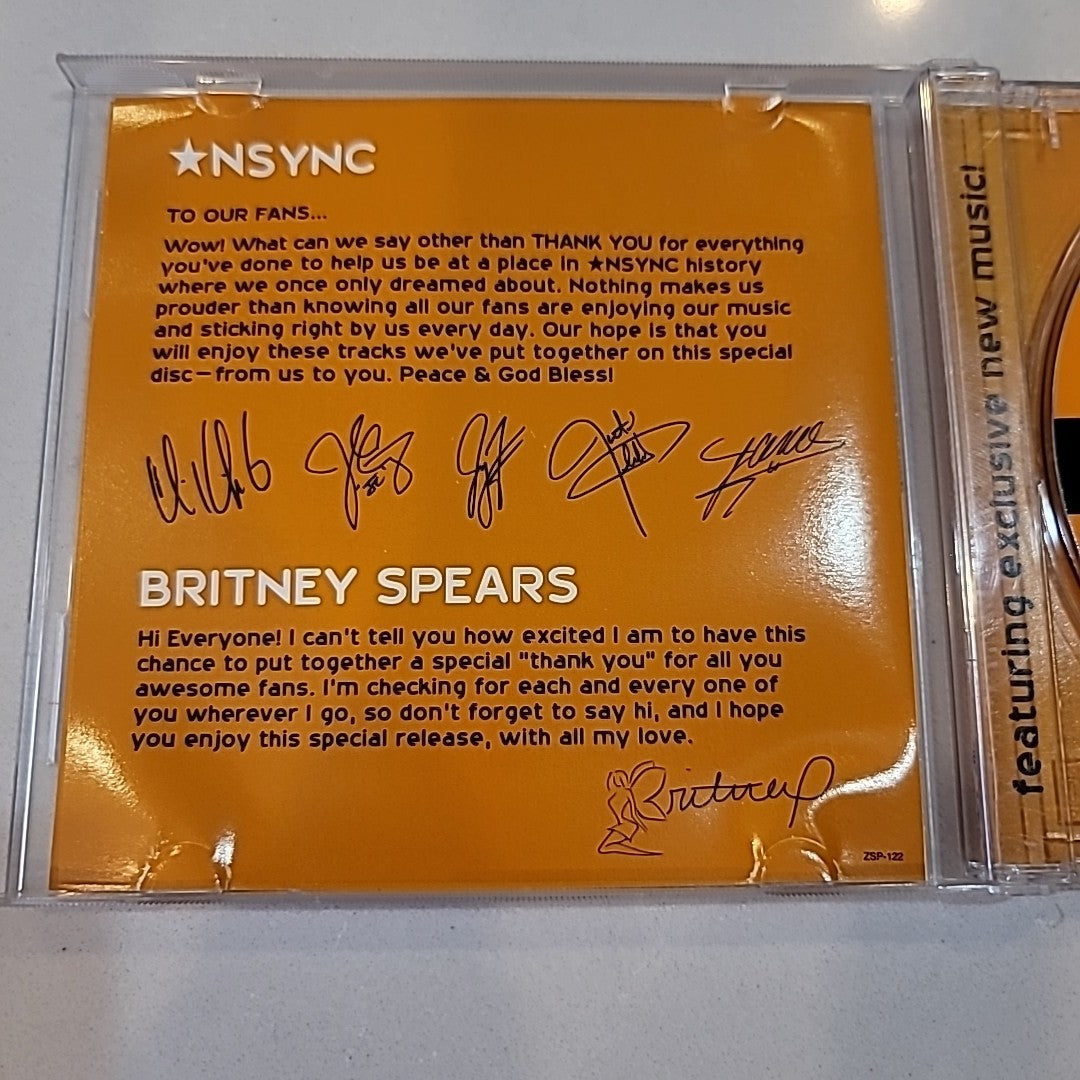 ★NSYNC
TO OUR FANS...
Wow! What can we say other than THANK YOU for everything
you've done to help us be at a place in ★NSYNC history
where we once only dreamed about. Nothing makes us
prouder than knowing all our fans are enjoying our music
and sticking right by us every day. Our hope is that you
will enjoy these tracks we've put together on this special
disc—from us to you. Peace & God Bless!
BRITNEY SPEARS
Hi Everyone! I can't tell you how excited I am to have this
chance to put together a special "thank you" for all you
awesome fans. I'm checking for each and every one of
you wherever I go, so don't forget to say hi, and I hope
you enjoy this special release, with all my love.
Britney
ZSP-122
featuring exclusive new music!